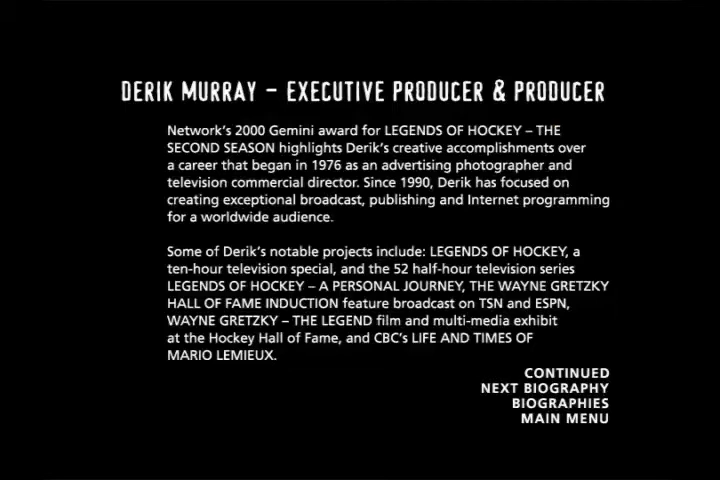 DERIK MURRAY – EXECUTIVE PRODUCER & PRODUCER
Network's 2000 Gemini award for LEGENDS OF HOCKEY – THE
SECOND SEASON highlights Derik's creative accomplishments over
a career that began in 1976 as an advertising photographer and
television commercial director. Since 1990, Derik has focused on
creating exceptional broadcast, publishing and Internet programming
for a worldwide audience.
Some of Derik's notable projects include: LEGENDS OF HOCKEY, a
ten-hour television special, and the 52 half-hour television series
LEGENDS OF HOCKEY – A PERSONAL JOURNEY, THE WAYNE GRETZKY
HALL OF FAME INDUCTION feature broadcast on TSN and ESPN,
WAYNE GRETZKY – THE LEGEND film and multi-media exhibit
at the Hockey Hall of Fame, and CBC's LIFE AND TIMES OF
MARIO LEMIEUX.
CONTINUED
NEXT BIOGRAPHY
BIOGRAPHIES
MAIN MENU